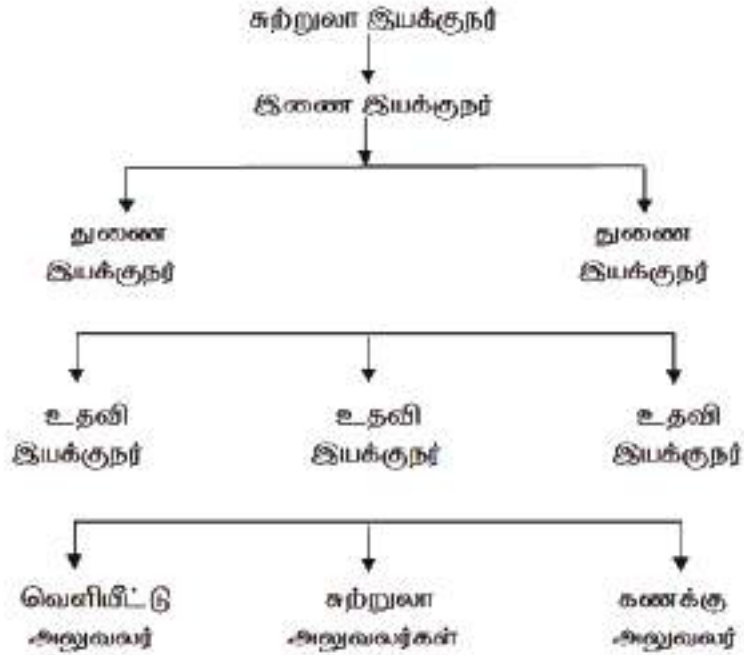 சுற்றுலா இயக்குநர்
இணை இயக்குநர்
துணை
இயக்குநர்
துணை
இயக்குநர்
உதவி
இயக்குநர்
உதவி
இயக்குநர்
உதவி
இயக்குநர்
வெளியீட்டு
அலுவலர்
சுற்றுலா
அலுவலர்கள்
கணக்கு
அலுவலர்